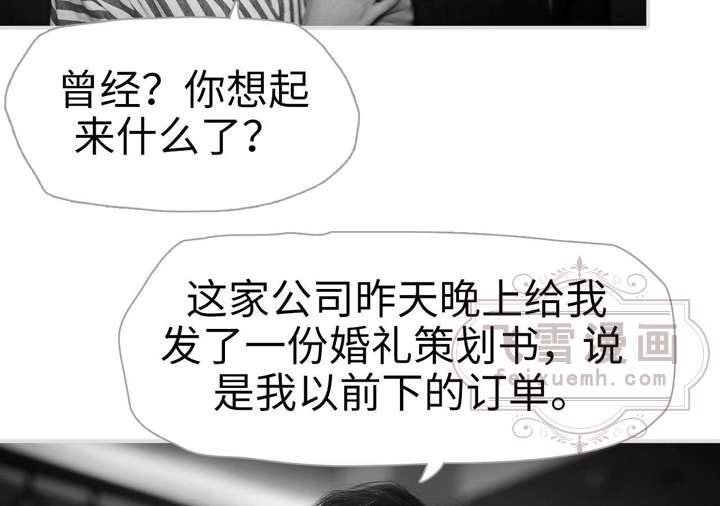 曾经？你想起
来什么了？
这家公司昨天晚上给我
发了一份婚礼策划书，说
是我以前下的订单。
飞雪漫画
feixuemh.com